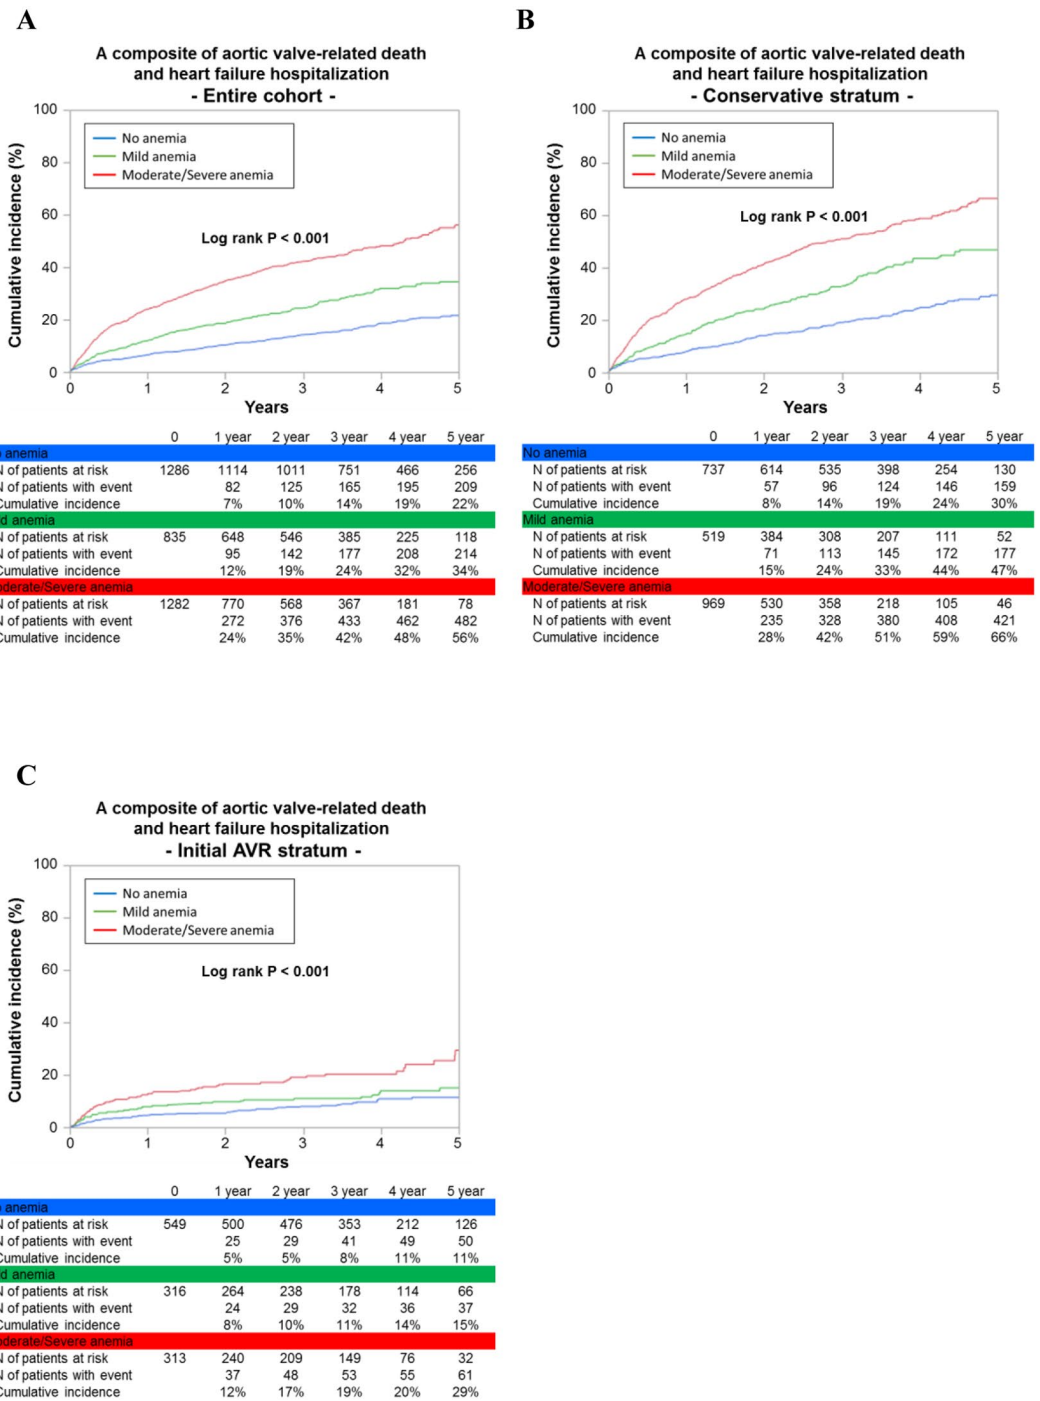 A
A composite of aortic valve-related death
and heart failure hospitalization
- Entire cohort -
Cumulative incidence (%)
100
80
60
40
20
0
No anemia
Mild anemia
Moderate/Severe anemia
Log rank P < 0.001
0 1 2 3 4 5
Years
0 1 year 2 year 3 year 4 year 5 year
anemia
N of patients at risk 1286 1114 1011 751 466 256
N of patients with event 82 125 165 195 209
Cumulative incidence 7% 10% 14% 19% 22%
d anemia
N of patients at risk 835 648 546 385 225 118
N of patients with event 95 142 177 208 214
Cumulative incidence 12% 19% 24% 32% 34%
oderate/Severe anemia
N of patients at risk 1282 770 568 367 181 78
N of patients with event 272 376 433 462 482
Cumulative incidence 24% 35% 42% 48% 56%
B
A composite of aortic valve-related death
and heart failure hospitalization
- Conservative stratum -
Cumulative incidence (%)
100
80
60
40
20
0
No anemia
Mild anemia
Moderate/Severe anemia
Log rank P < 0.001
0 1 2 3 4 5
Years
0 1 year 2 year 3 year 4 year 5 year
No anemia
N of patients at risk 737 614 535 398 254 130
N of patients with event 57 96 124 146 159
Cumulative incidence 8% 14% 19% 24% 30%
Mild anemia
N of patients at risk 519 384 308 207 111 52
N of patients with event 71 113 145 172 177
Cumulative incidence 15% 24% 33% 44% 47%
Moderate/Severe anemia
N of patients at risk 969 530 358 218 105 46
N of patients with event 235 328 380 408 421
Cumulative incidence 28% 42% 51% 59% 66%
C
A composite of aortic valve-related death
and heart failure hospitalization
- Initial AVR stratum -
Cumulative incidence (%)
100
80
60
40
20
0
No anemia
Mild anemia
Moderate/Severe anemia
Log rank P < 0.001
0 1 2 3 4 5
Years
0 1 year 2 year 3 year 4 year 5 year
anemia
N of patients at risk 549 500 476 353 212 126
N of patients with event 25 29 41 49 50
Cumulative incidence 5% 5% 8% 11% 11%
d anemia
N of patients at risk 316 264 238 178 114 66
N of patients with event 24 29 32 36 37
Cumulative incidence 8% 10% 11% 14% 15%
oderate/Severe anemia
N of patients at risk 313 240 209 149 76 32
N of patients with event 37 48 53 55 61
Cumulative incidence 12% 17% 19% 20% 29%